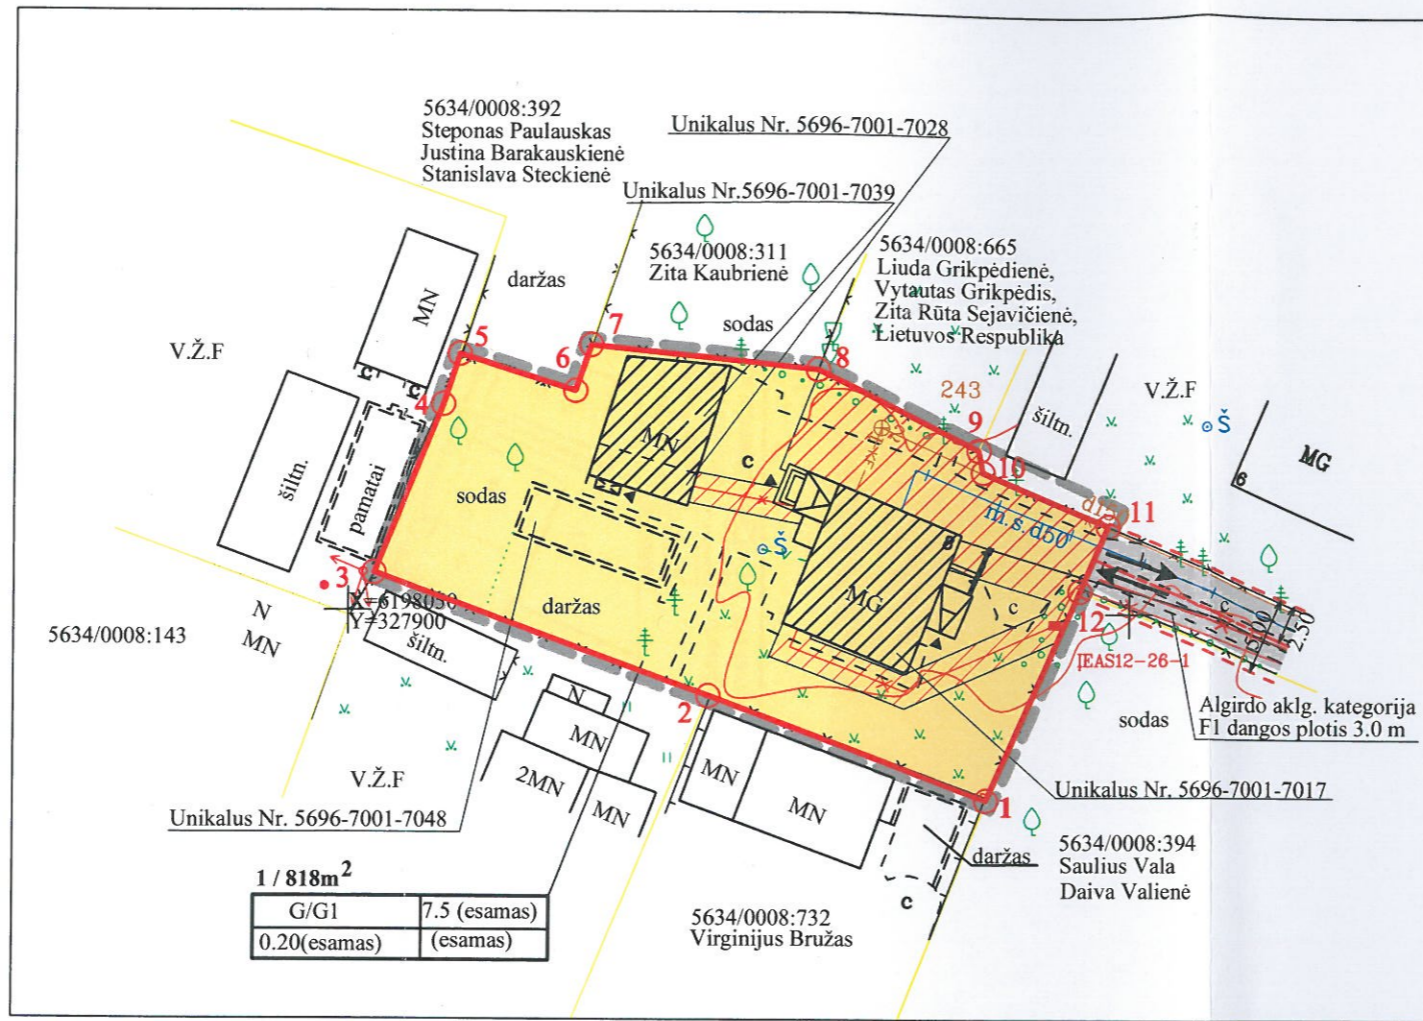 5634/0008:392
Steponas Paulauskas
Justina Barakauskienė
Stanislava Steckienė
Unikalus Nr. 5696-7001-7028
Unikalus Nr.5696-7001-7039
5634/0008:311
Zita Kaubrienė
5634/0008:665
Liuda Grikpėdienė,
Vytautas Grikpėdis,
Zita Rūta Sejavičienė,
Lietuvos Respublika
daržas
sodas
MN
V.Ž.F
c
c
5
7
6
8
4
243
9
10
11
V.Ž.F
šiltn.
Š
MG
6
šiltn.
pamatai
sodas
MN
c
m.s.d50
Š
MG
c
c
5.00
2.50
3
X=6198050
Y=327900
daržas
12
IEAS12-26-1
5634/0008:143
N
MN
šiltn.
2
sodas
Algirdo aklg. kategorija
F1 dangos plotis 3.0 m
N
MN
2MN
MN
MN
MN
V.Ž.F
1
Unikalus Nr. 5696-7001-7017
Unikalus Nr. 5696-7001-7048
daržas
c
5634/0008:394
Saulius Vala
Daiva Valienė
1 / 818m²
G/G1 7.5 (esamas)
0.20(esamas) (esamas)
5634/0008:732
Virginijus Bružas